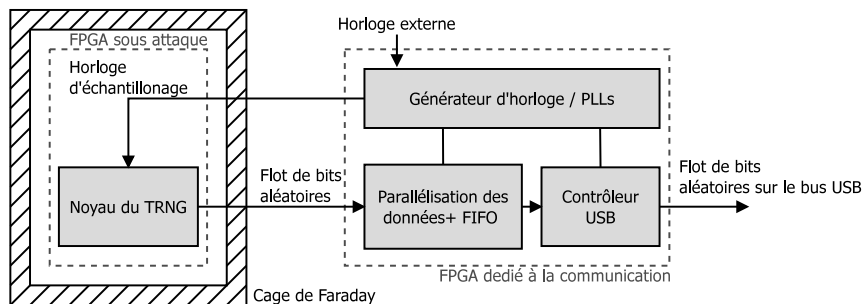 FPGA sous attaque
Horloge
d'échantillonage
Noyau du TRNG
Cage de Faraday
Horloge externe
Générateur d'horloge / PLLs
Flot de bits
aléatoires
Parallélisation des
données+ FIFO
Contrôleur
USB
FPGA dedié à la communication
Flot de bits
aléatoires sur le bus USB